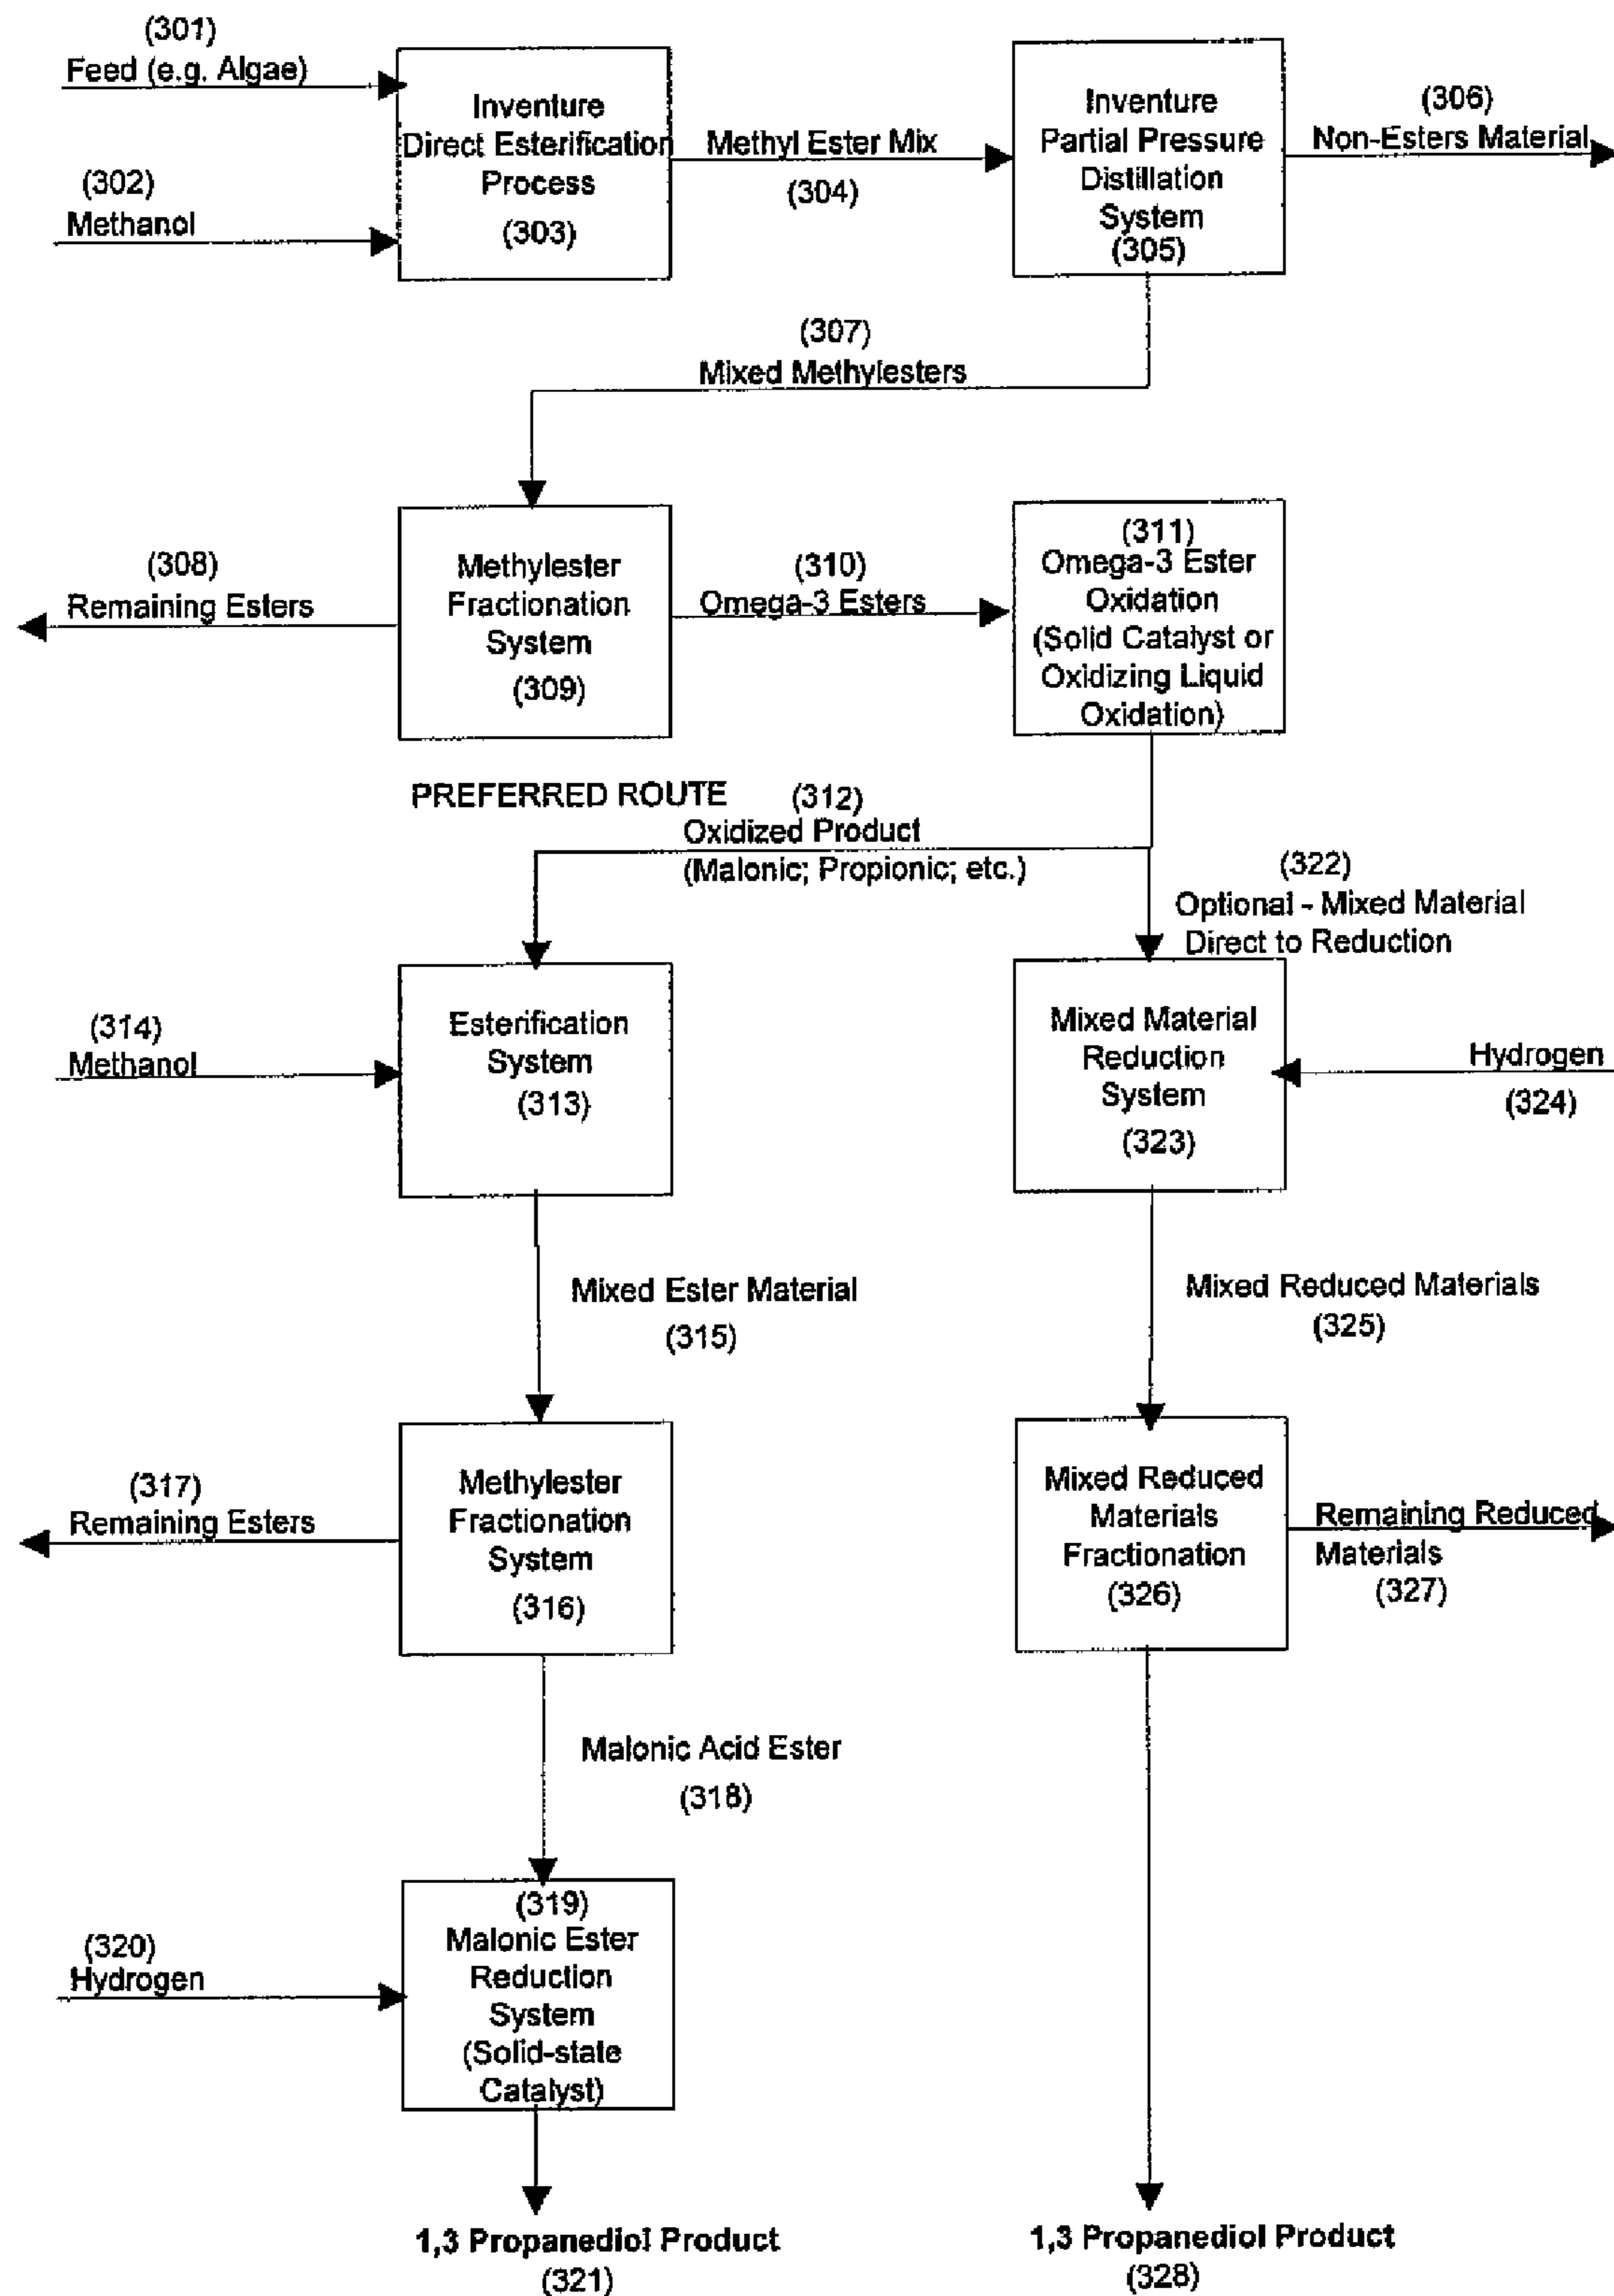 (301)
Feed (e.g. Algae)
(302)
Methanol
Inventure
Direct Esterification
Process
(303)
Methyl Ester Mix
(304)
Inventure
Partial Pressure
Distillation
System
(305)
(306)
Non-Esters Material
(307)
Mixed Methylesters
(308)
Remaining Esters
Methylester
Fractionation
System
(309)
(310)
Omega-3 Esters
(311)
Omega-3 Ester
Oxidation
(Solid Catalyst or
Oxidizing Liquid
Oxidation)
PREFERRED ROUTE
(312)
Oxidized Product
(Malonic; Propionic; etc.)
(322)
Optional - Mixed Material
Direct to Reduction
(314)
Methanol
Esterification
System
(313)
Mixed Material
Reduction
System
(323)
Hydrogen
(324)
Mixed Ester Material
(315)
Mixed Reduced Materials
(325)
(317)
Remaining Esters
Methylester
Fractionation
System
(316)
Mixed Reduced
Materials
Fractionation
(326)
Remaining Reduced
Materials
(327)
Malonic Acid Ester
(318)
(320)
Hydrogen
(319)
Malonic Ester
Reduction
System
(Solid-state
Catalyst)
1,3 Propanediol Product
(321)
1,3 Propanediol Product
(328)